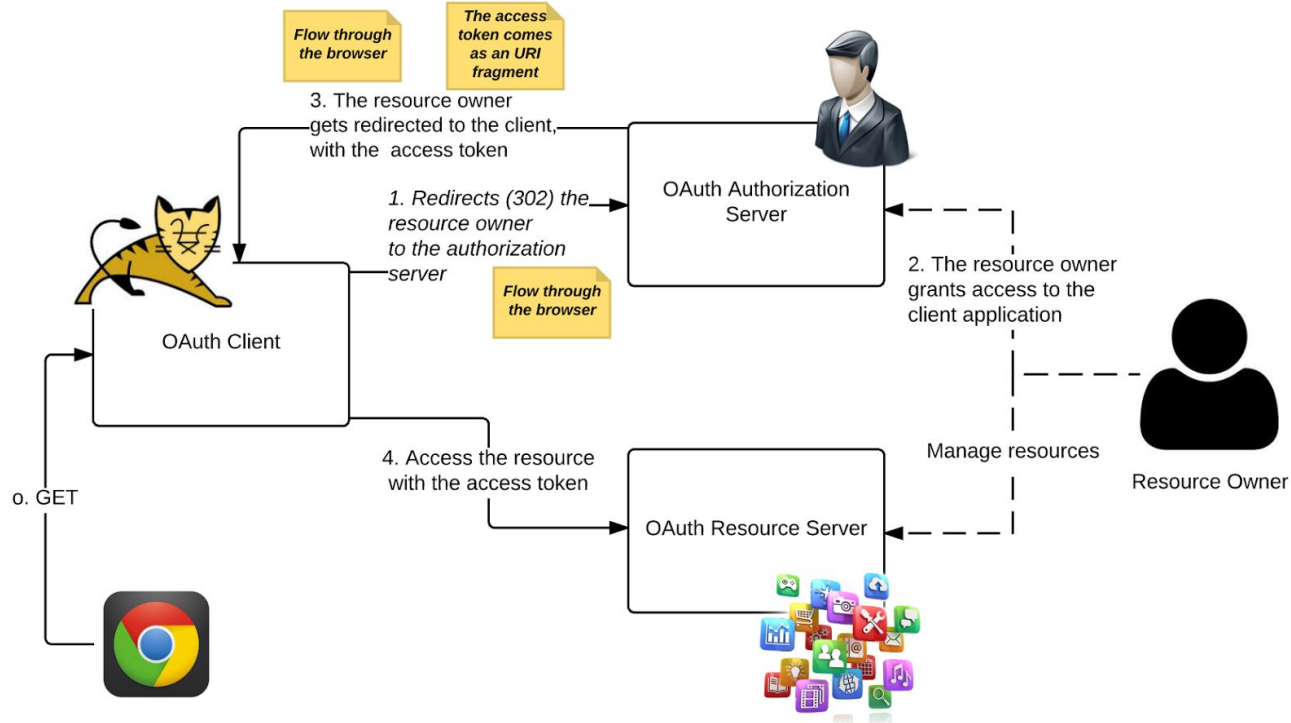 Flow through
the browser
The access
token comes
as an URI
fragment
3. The resource owner
gets redirected to the client,
with the access token
OAuth Authorization
Server
1. Redirects (302) the
resource owner
to the authorization
server
Flow through
the browser
2. The resource owner
grants access to the
client application
OAuth Client
4. Access the resource
with the access token
Manage resources
Resource Owner
o. GET
OAuth Resource Server